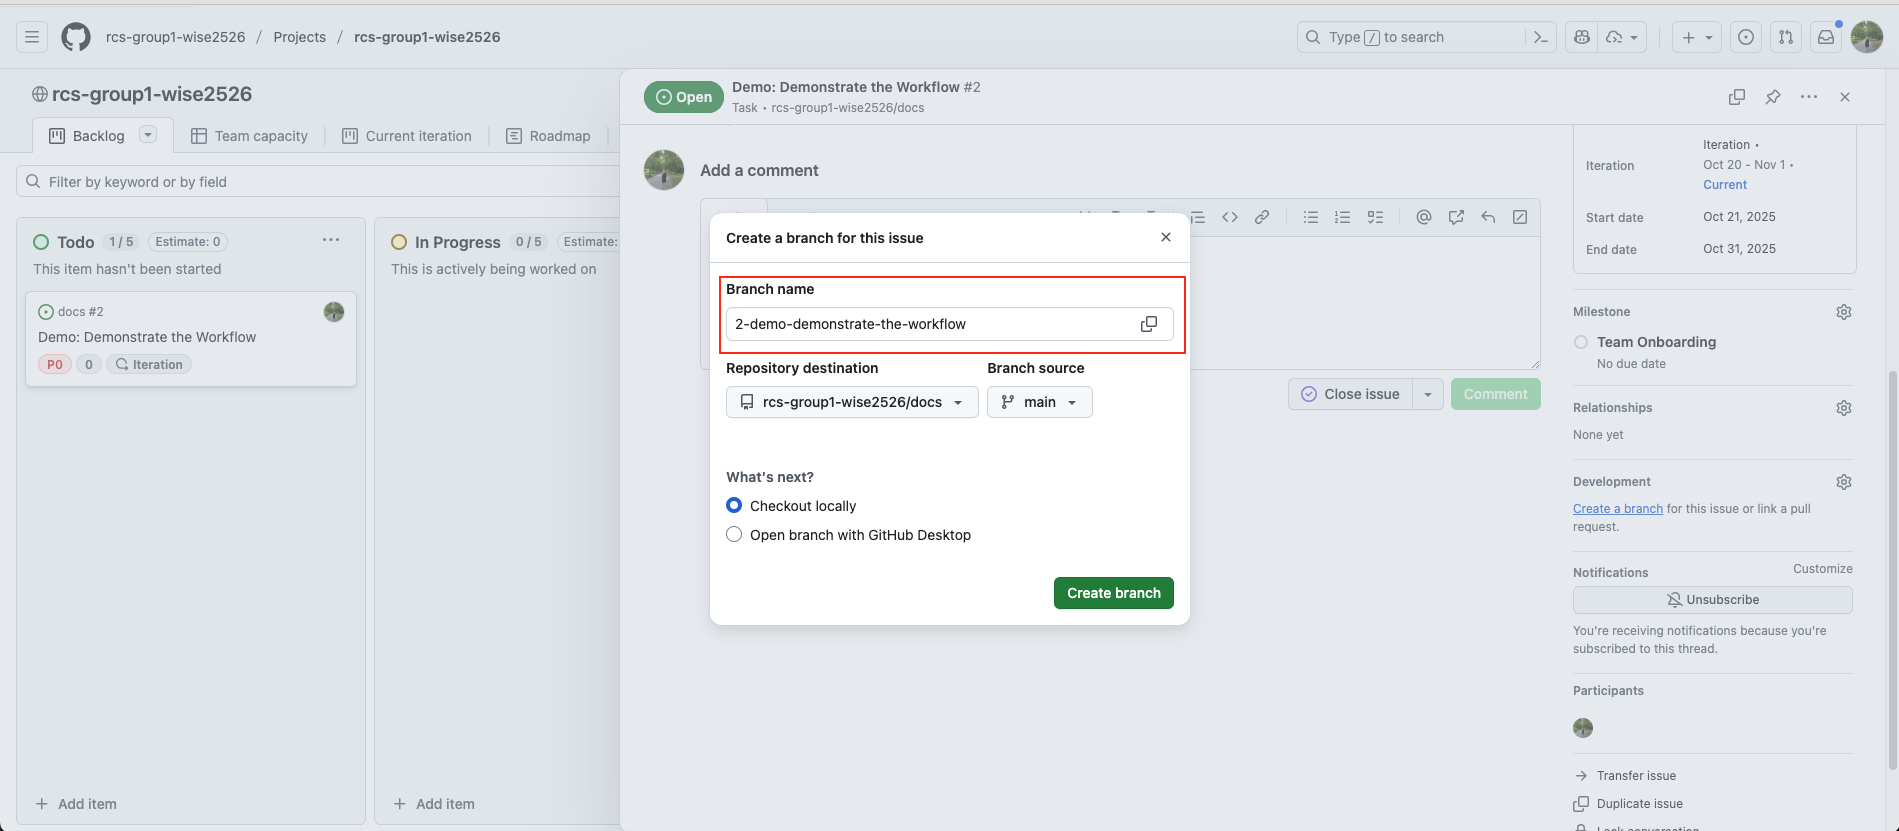 rcs-group1-wise2526 / Projects / rcs-group1-wise2526
Type / to search
rcs-group1-wise2526
Backlog
Team capacity
Current iteration
Roadmap
Filter by keyword or by field
Todo 1 / 5 Estimate: 0
This item hasn't been started
docs #2
Demo: Demonstrate the Workflow
P0 0 Iteration
Add item
In Progress 0 / 5 Estimate:
This is actively being worked on
Add item
Open
Demo: Demonstrate the Workflow #2
Task • rcs-group1-wise2526/docs
Add a comment
Close issue
Comment
Create a branch for this issue
Branch name
2-demo-demonstrate-the-workflow
Repository destination
Branch source
rcs-group1-wise2526/docs
main
What's next?
Checkout locally
Open branch with GitHub Desktop
Create branch
Iteration
Iteration •
Oct 20 - Nov 1 •
Current
Start date
Oct 21, 2025
End date
Oct 31, 2025
Milestone
Team Onboarding
No due date
Relationships
None yet
Development
Create a branch for this issue or link a pull
request.
Notifications
Customize
Unsubscribe
You're receiving notifications because you're
subscribed to this thread.
Participants
Transfer issue
Duplicate issue